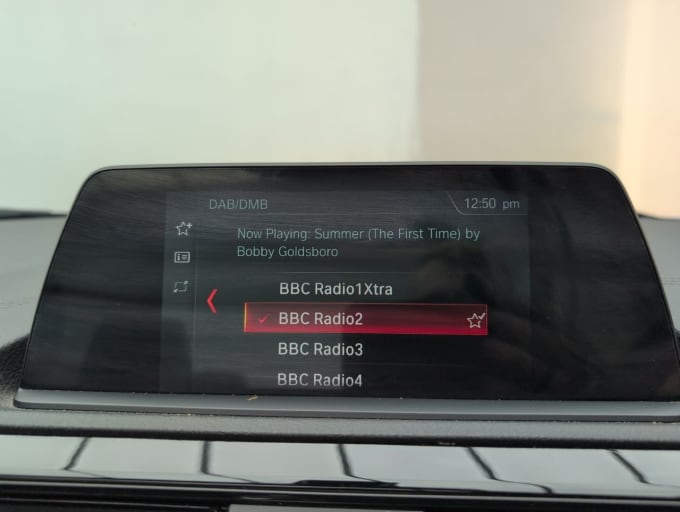 DAB/DMB
12:50 pm
Now Playing: Summer (The First Time) by
Bobby Goldsboro
BBC Radio1Xtra
BBC Radio2
BBC Radio3
BBC Radio4